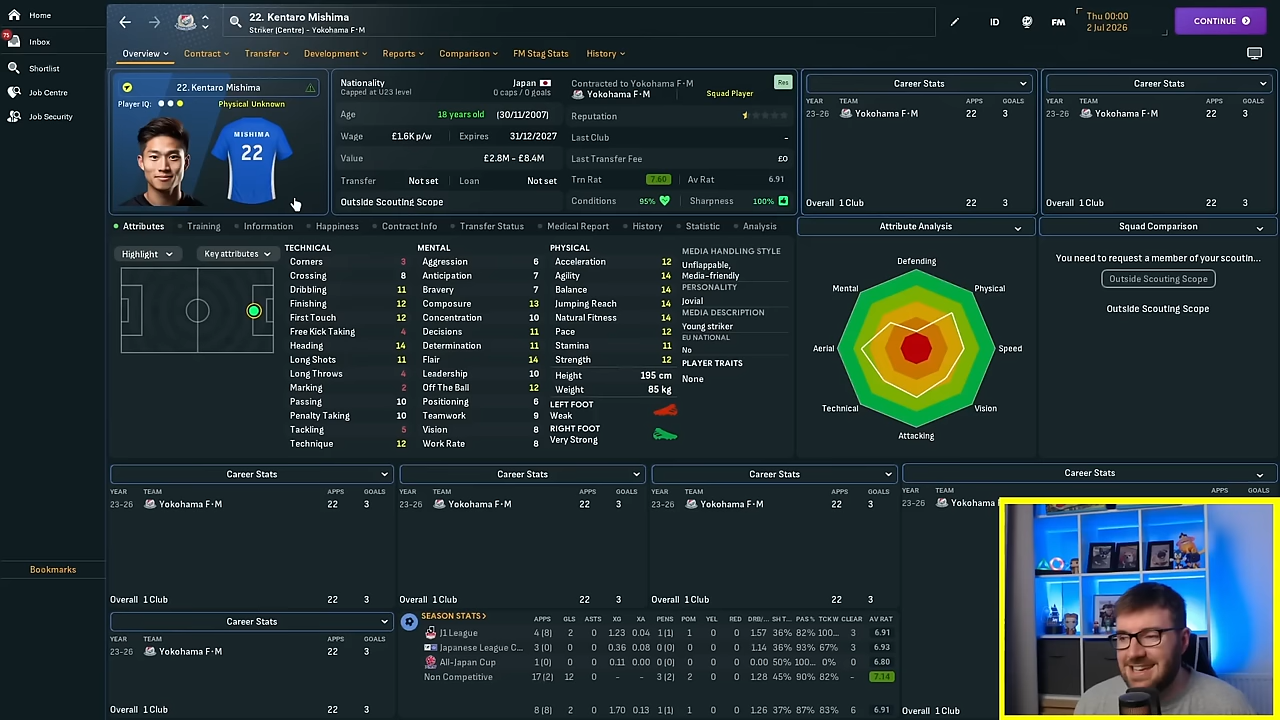 Home
75
Inbox
Shortlist
Job Centre
Job Security
Bookmarks
22. Kentaro Mishima
Striker (Centre) - Yokohama F·M
ID
FM
Thu 00:00
2 Jul 2026
CONTINUE
Overview
Contract
Transfer
Development
Reports
Comparison
FM Stag Stats
History
22. Kentaro Mishima
Player IQ:
Physical Unknown
MISHIMA
22
Nationality
Japan
Capped at U23 level
0 caps / 0 goals
Age
18 years old
(30/11/2007)
Wage
£1.6K p/w
Expires
31/12/2027
Value
£2.8M - £8.4M
Transfer
Not set
Loan
Not set
Outside Scouting Scope
Contracted to Yokohama F·M
Res
Yokohama F·M
Squad Player
Reputation
Last Club
-
Last Transfer Fee
£0
Trn Rat
7.60
Av Rat
6.91
Conditions
95%
Sharpness
100%
Career Stats
YEAR TEAM APPS GOALS
23-26 Yokohama F·M 22 3
Overall 1 Club 22 3
Career Stats
YEAR TEAM APPS GOALS
23-26 Yokohama F·M 22 3
Overall 1 Club 22 3
Attributes
Training
Information
Happiness
Contract Info
Transfer Status
Medical Report
History
Statistic
Analysis
Highlight
Key attributes
TECHNICAL
Corners 3
Crossing 8
Dribbling 11
Finishing 12
First Touch 12
Free Kick Taking 4
Heading 14
Long Shots 11
Long Throws 4
Marking 2
Passing 10
Penalty Taking 10
Tackling 5
Technique 12
MENTAL
Aggression 6
Anticipation 7
Bravery 7
Composure 13
Concentration 10
Decisions 11
Determination 11
Flair 14
Leadership 10
Off The Ball 12
Positioning 6
Teamwork 9
Vision 8
Work Rate 8
PHYSICAL
Acceleration 12
Agility 14
Balance 14
Jumping Reach 14
Natural Fitness 14
Pace 12
Stamina 11
Strength 12
Height 195 cm
Weight 85 kg
LEFT FOOT
Weak
RIGHT FOOT
Very Strong
MEDIA HANDLING STYLE
Unflappable,
Media-friendly
PERSONALITY
Jovial
MEDIA DESCRIPTION
Young striker
EU NATIONAL
No
PLAYER TRAITS
None
Attribute Analysis
Defending
Mental
Physical
Aerial
Speed
Technical
Vision
Attacking
Squad Comparison
You need to request a member of your scoutin...
Outside Scouting Scope
Outside Scouting Scope
Career Stats
YEAR TEAM APPS GOALS
23-26 Yokohama F·M 22 3
Overall 1 Club 22 3
Career Stats
YEAR TEAM APPS GOALS
23-26 Yokohama F·M 22 3
Overall 1 Club 22 3
Career Stats
YEAR TEAM APPS GOALS
23-26 Yokohama F·M 22 3
Overall 1 Club 22 3
Career Stats
YEAR TEAM APPS GOALS
23-26 Yokohama
Overall 1 Club
Career Stats
YEAR TEAM APPS GOALS
23-26 Yokohama F·M 22 3
Overall 1 Club 22 3
SEASON STATS
APPS GLS ASTS XG XA PENS POM YEL RED DRB/... SH T... PAS % TCK W CLEAR AV RAT
J1 League 4 (8) 2 0 1.23 0.04 1 (1) 1 0 0 1.57 36% 82% 100... 3 6.91
Japanese League C... 3 (0) 0 0 0.36 0.08 0 (0) 0 0 0 1.14 36% 93% 67% 3 6.93
All-Japan Cup 1 (0) 0 0 0.11 0.00 0 (0) 0 0 0 0.00 50% 100... 0% 0 6.80
Non Competitive 17 (2) 12 0 - - 3 (2) 2 0 0 1.28 45% 90% 82% - 7.14
8 (8) 2 0 1.70 0.13 1 (1) 1 0 0 1.26 37% 87% 83% 6 6.91